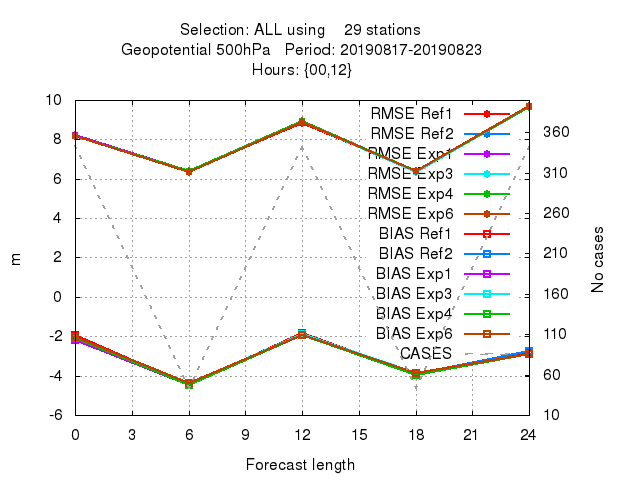 Selection: ALL using    29 stations
Geopotential 500hPa   Period: 20190817-20190823
Hours: {00,12}
10
8
6
4
2
0
-2
-4
-6
m
RMSE Ref1
RMSE Ref2
RMSE Exp1
RMSE Exp3
RMSE Exp4
RMSE Exp6
BIAS Ref1
BIAS Ref2
BIAS Exp1
BIAS Exp3
BIAS Exp4
BIAS Exp6
CASES
360
310
260
210
160
110
60
10
No cases
0 3 6 9 12 15 18 21 24
Forecast length